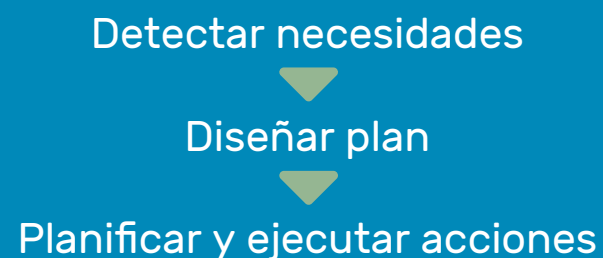 Detectar necesidades
Diseñar plan
Planificar y ejecutar acciones